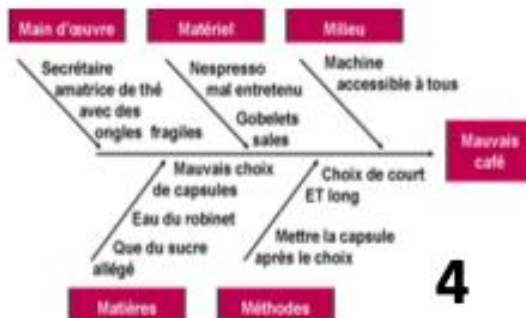 Main d'œuvre
Matériel
Milieu
Secrétaire
amatrice de thé
avec des
ongles fragiles
Nespresso
mal entretenu
Gobelets
sales
Machine
accessible à tous
Mauvais
café
Mauvais choix
de capsules
Eau du robinet
Que du sucre
allégé
Choix de court
ET long
Mettre la capsule
après le choix
Matières
Méthodes
4